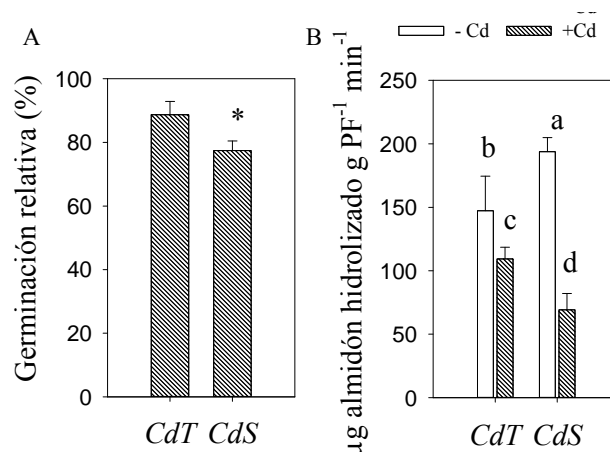 A
Germinación relativa (%)
100
80
60
40
20
0
*
CdT CdS
B
- Cd +Cd
µg almidón hidrolizado g PF-1 min-1
250
200
150
100
50
0
b
c
a
d
CdT CdS